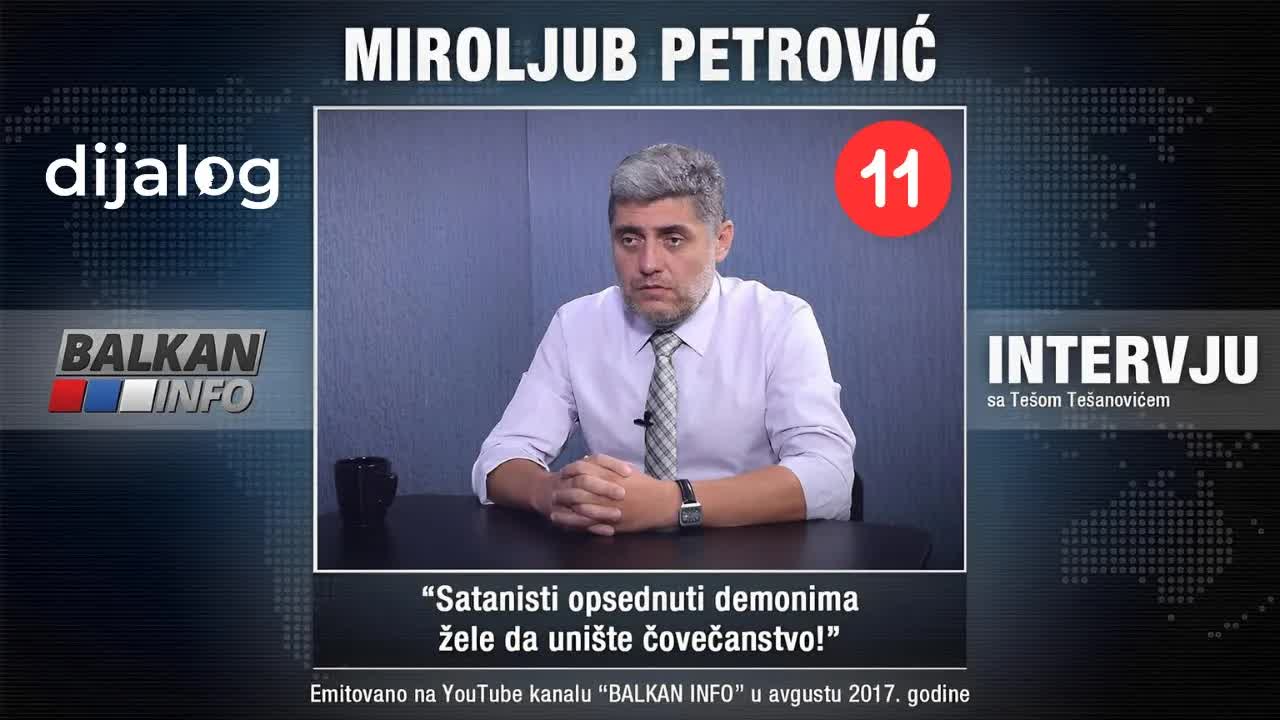 MIROLJUB PETROVIĆ
dijalog
11
BALKAN
INFO
INTERVJU
sa Tešom Tešanovićem
“Satanisti opsednuti demonima
žele da unište čovečanstvo!”
Emitovano na YouTube kanalu “BALKAN INFO” u avgustu 2017. godine